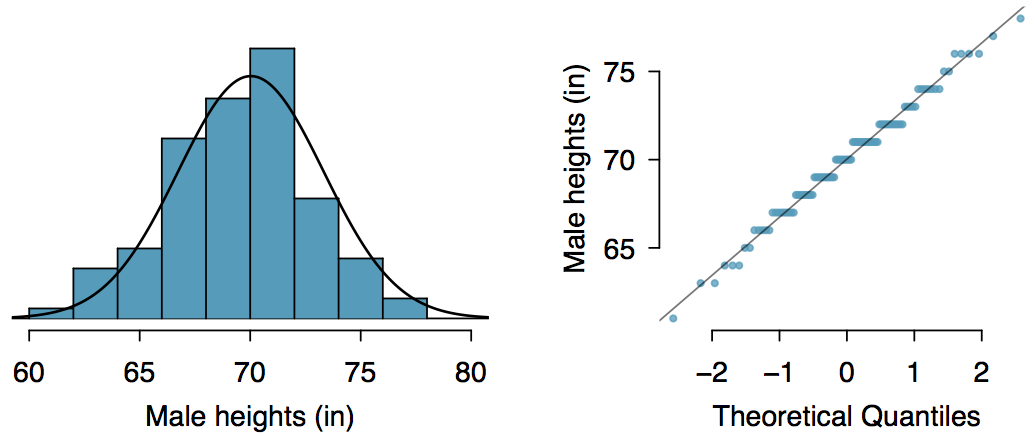 60 65 70 75 80
Male heights (in)
Male heights (in)
75
70
65
−2 −1 0 1 2
Theoretical Quantiles